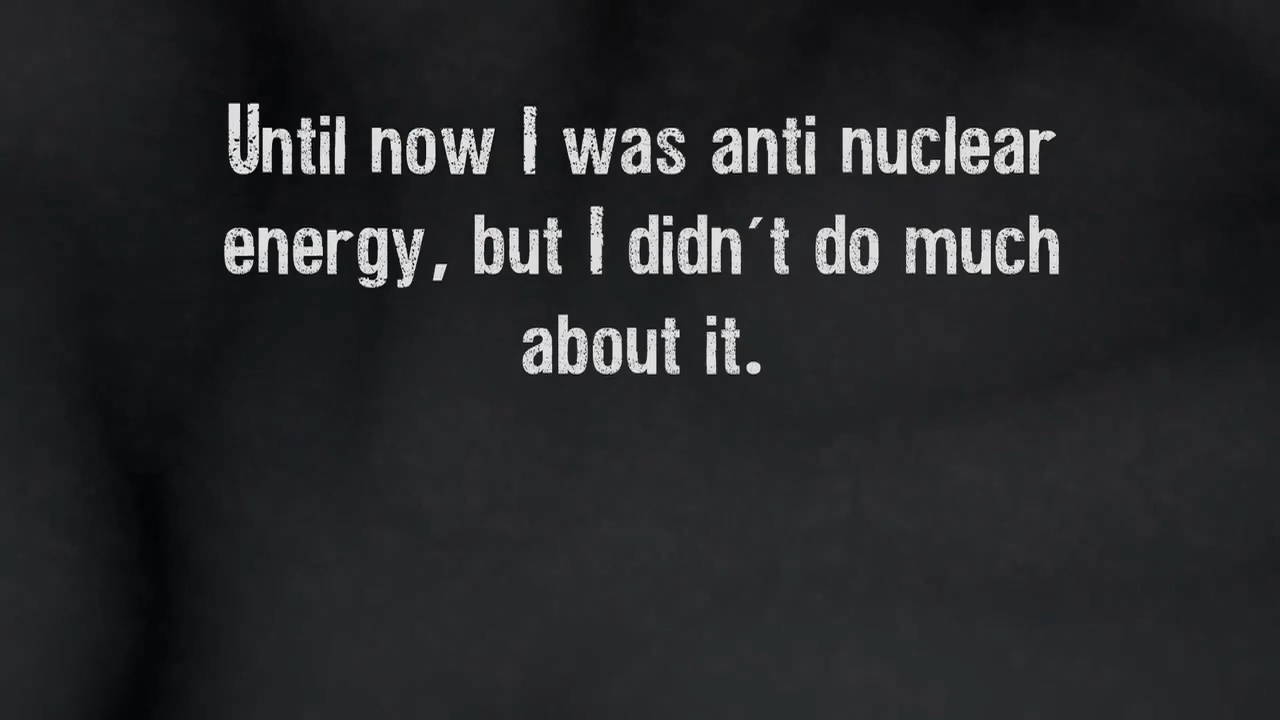 Until now I was anti nuclear
energy, but I didn´t do much
about it.